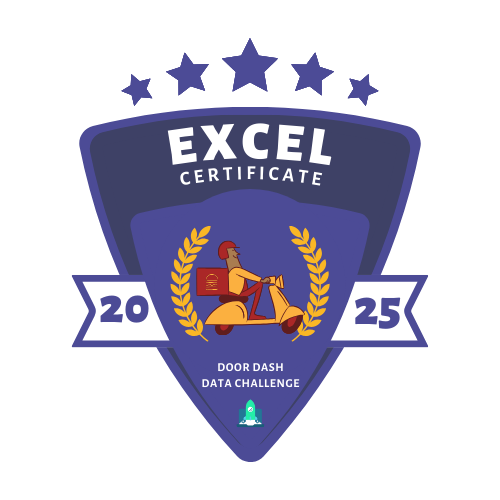 EXCEL
CERTIFICATE
20 25
DOOR DASH
DATA CHALLENGE